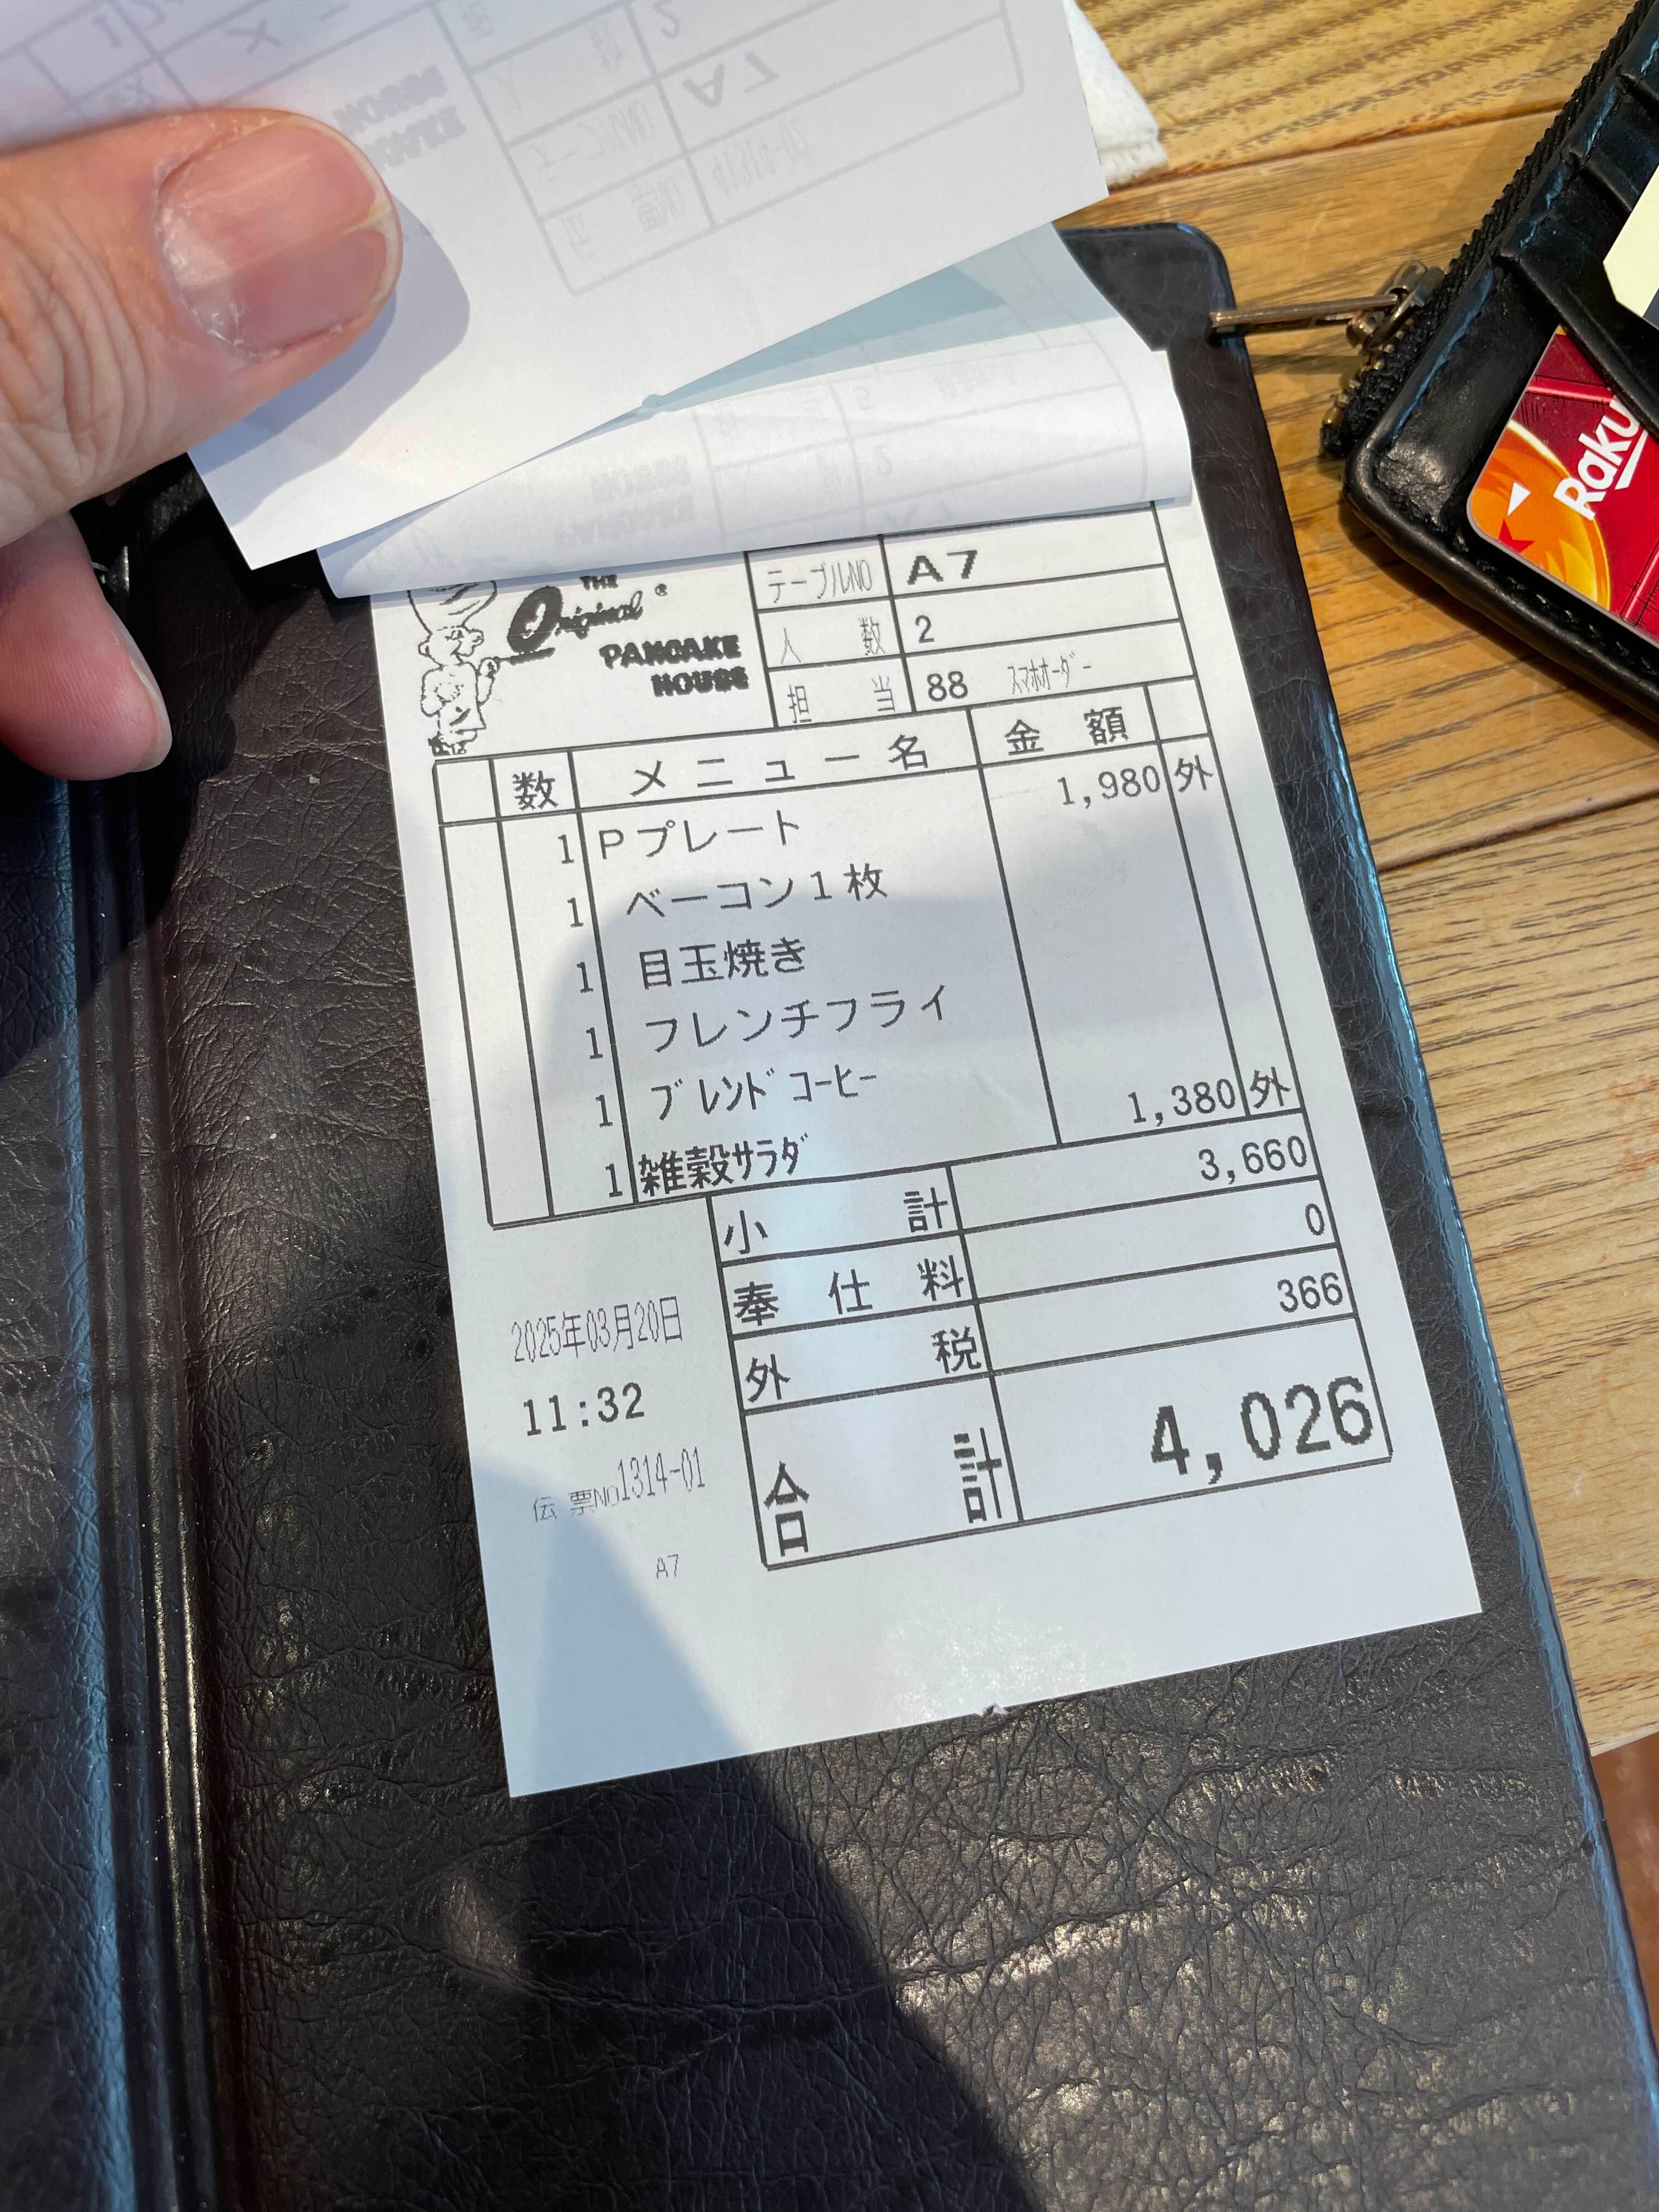 THE
Original ®
PANCAKE
HOUSE
テーブルNO A7
人数 2
担当 88 スマホオーダー
数 メニュー名 金額
1 Pプレート 1,980 外
1 ベーコン1枚
1 目玉焼き
1 フレンチフライ
1 ブレンドコーヒー
1 雑穀サラダ 1,380 外
小計 3,660
奉仕料 0
外税 366
合計 4,026
2025年03月20日
11:32
伝票No1314-01
A7
Raku